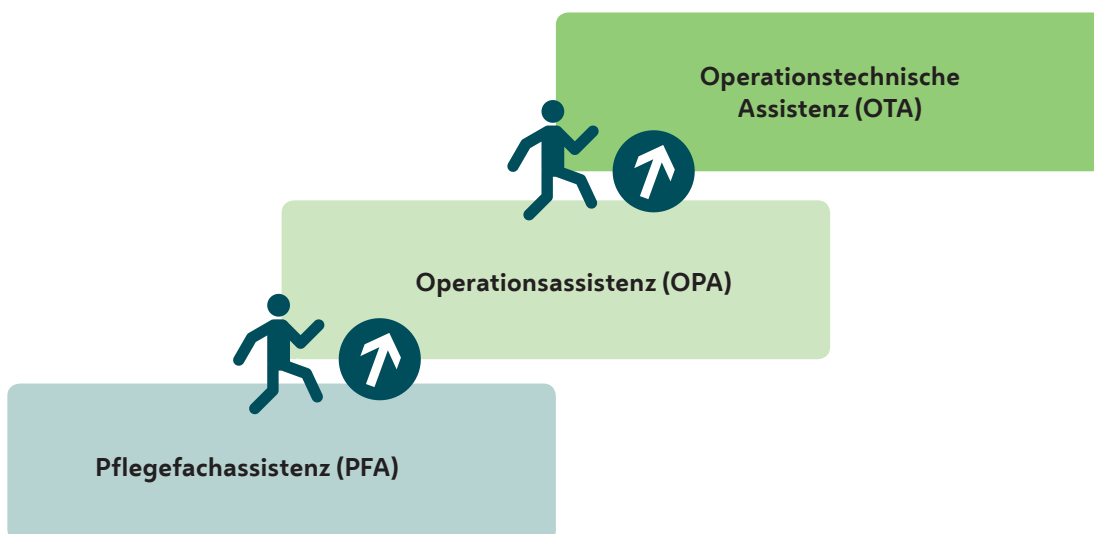 Operationstechnische
Assistenz (OTA)
Operationsassistenz (OPA)
Pflegefachassistenz (PFA)